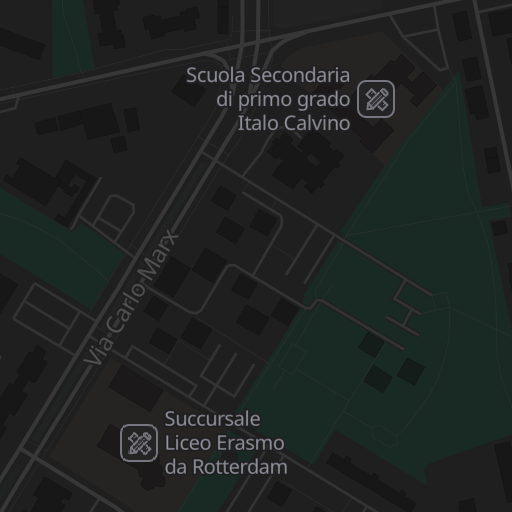 Scuola Secondaria
di primo grado
Italo Calvino
Via Carlo Marx
Succursale
Liceo Erasmo
da Rotterdam